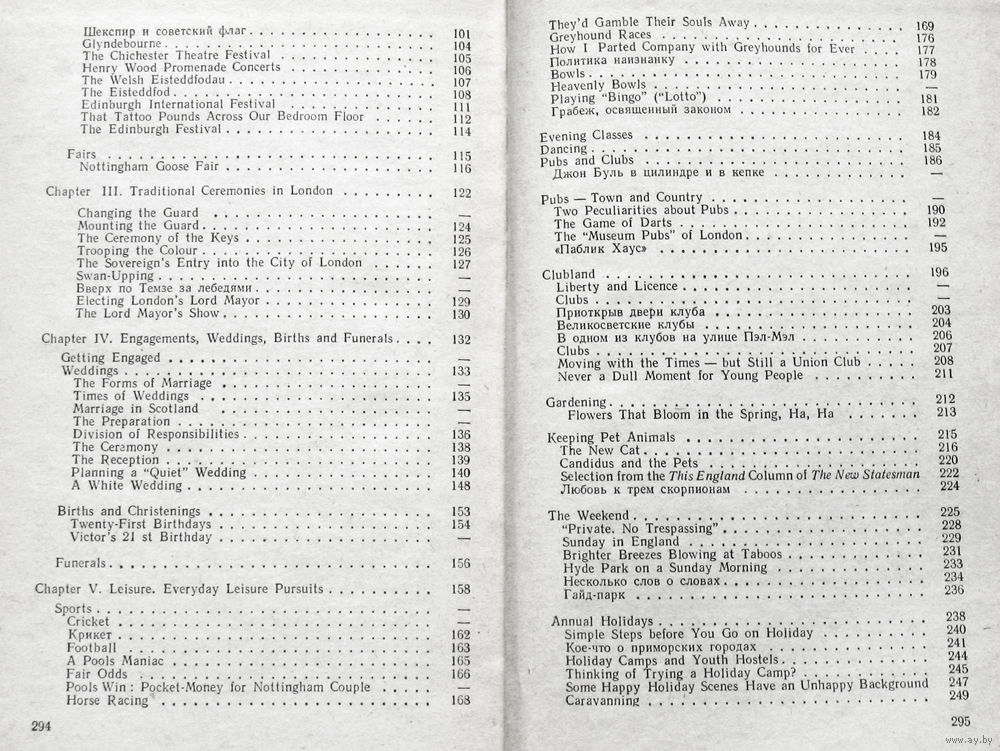 Шекспир и советский флаг . . . . . . . . . . . . . . . 101
Glyndebourne . . . . . . . . . . . . . . . 104
The Chichester Theatre Festival . . . . . . . . . . . . 105
Henry Wood Promenade Concerts . . . . . . . . . . . . 106
The Welsh Eisteddfodau . . . . . . . . . . . . . . . 107
The Eisteddfod . . . . . . . . . . . . . . . 108
Edinburgh International Festival . . . . . . . . . . . . 111
That Tattoo Pounds Across Our Bedroom Floor . . . . . 112
The Edinburgh Festival . . . . . . . . . . . . . . . 114
Fairs . . . . . . . . . . . . . . . 115
Nottingham Goose Fair . . . . . . . . . . . . . . . 116
Chapter III. Traditional Ceremonies in London . . . . . . . . 122
Changing the Guard . . . . . . . . . . . . . . . —
Mounting the Guard . . . . . . . . . . . . . . . 124
The Ceremony of the Keys . . . . . . . . . . . . . . . 125
Trooping the Colour . . . . . . . . . . . . . . . 126
The Sovereign's Entry into the City of London . . . . . . 127
Swan-Upping . . . . . . . . . . . . . . . —
Вверх по Темзе за лебедями . . . . . . . . . . . . . . . —
Electing London's Lord Mayor . . . . . . . . . . . . . . . 129
The Lord Mayor's Show . . . . . . . . . . . . . . . 130
Chapter IV. Engagements, Weddings, Births and Funerals . . . . 132
Getting Engaged . . . . . . . . . . . . . . . —
Weddings . . . . . . . . . . . . . . . 133
The Forms of Marriage . . . . . . . . . . . . . . . —
Times of Weddings . . . . . . . . . . . . . . . 135
Marriage in Scotland . . . . . . . . . . . . . . . —
The Preparation . . . . . . . . . . . . . . . —
Division of Responsibilities . . . . . . . . . . . . . . . 136
The Ceremony . . . . . . . . . . . . . . . 138
The Reception . . . . . . . . . . . . . . . 139
Planning a “Quiet” Wedding . . . . . . . . . . . . . . . 140
A White Wedding . . . . . . . . . . . . . . . 148
Births and Christenings . . . . . . . . . . . . . . . 153
Twenty-First Birthdays . . . . . . . . . . . . . . . 154
Victor's 21 st Birthday . . . . . . . . . . . . . . . —
Funerals . . . . . . . . . . . . . . . 156
Chapter V. Leisure. Everyday Leisure Pursuits . . . . . . . . . 158
Sports . . . . . . . . . . . . . . . —
Cricket . . . . . . . . . . . . . . . —
Крикет . . . . . . . . . . . . . . . 162
Football . . . . . . . . . . . . . . . 163
A Pools Maniac . . . . . . . . . . . . . . . 165
Fair Odds . . . . . . . . . . . . . . . 166
Pools Win : Pocket-Money for Nottingham Couple . . . . . —
Horse Racing . . . . . . . . . . . . . . . 168
294
They'd Gamble Their Souls Away . . . . . . . . . . . . 169
Greyhound Races . . . . . . . . . . . . . . . 176
How I Parted Company with Greyhounds for Ever . . . . 177
Политика наизнанку . . . . . . . . . . . . . . . 178
Bowls . . . . . . . . . . . . . . . 179
Heavenly Bowls . . . . . . . . . . . . . . . —
Playing “Bingo” (“Lotto”) . . . . . . . . . . . . . . . 181
Грабеж, освященный законом . . . . . . . . . . . . . . . 182
Evening Classes . . . . . . . . . . . . . . . 184
Dancing . . . . . . . . . . . . . . . 185
Pubs and Clubs . . . . . . . . . . . . . . . 186
Джон Буль в цилиндре и в кепке . . . . . . . . . . . . —
Pubs — Town and Country . . . . . . . . . . . . . . . —
Two Peculiarities about Pubs . . . . . . . . . . . . . . . 190
The Game of Darts . . . . . . . . . . . . . . . 192
The “Museum Pubs” of London . . . . . . . . . . . . . . . —
«Паблик Хаус» . . . . . . . . . . . . . . . 195
Clubland . . . . . . . . . . . . . . . 196
Liberty and Licence . . . . . . . . . . . . . . . —
Clubs . . . . . . . . . . . . . . . —
Приоткрыв двери клуба . . . . . . . . . . . . . . . 203
Великосветские клубы . . . . . . . . . . . . . . . 204
В одном из клубов на улице Пэл-Мэл . . . . . . . . . . 206
Clubs . . . . . . . . . . . . . . . 207
Moving with the Times — but Still a Union Club . . . . . 208
Never a Dull Moment for Young People . . . . . . . . . . 211
Gardening . . . . . . . . . . . . . . . 212
Flowers That Bloom in the Spring, Ha, Ha . . . . . . . 213
Keeping Pet Animals . . . . . . . . . . . . . . . 215
The New Cat . . . . . . . . . . . . . . . 216
Candidus and the Pets . . . . . . . . . . . . . . . 220
Selection from the This England Column of The New Statesman 222
Любовь к трем скорпионам . . . . . . . . . . . . . . . 224
The Weekend . . . . . . . . . . . . . . . 225
“Private. No Trespassing” . . . . . . . . . . . . . . . 228
Sunday in England . . . . . . . . . . . . . . . 229
Brighter Breezes Blowing at Taboos . . . . . . . . . . . . 231
Hyde Park on a Sunday Morning . . . . . . . . . . . . 233
Несколько слов о словах . . . . . . . . . . . . . . . 234
Гайд-парк . . . . . . . . . . . . . . . 236
Annual Holidays . . . . . . . . . . . . . . . 238
Simple Steps before You Go on Holiday . . . . . . . . . 240
Кое-что о приморских городах . . . . . . . . . . . . . . . 241
Holiday Camps and Youth Hostels . . . . . . . . . . . . 244
Thinking of Trying a Holiday Camp? . . . . . . . . . . . . 245
Some Happy Holiday Scenes Have an Unhappy Background 247
Caravanning . . . . . . . . . . . . . . . 249
295
www.ay.by